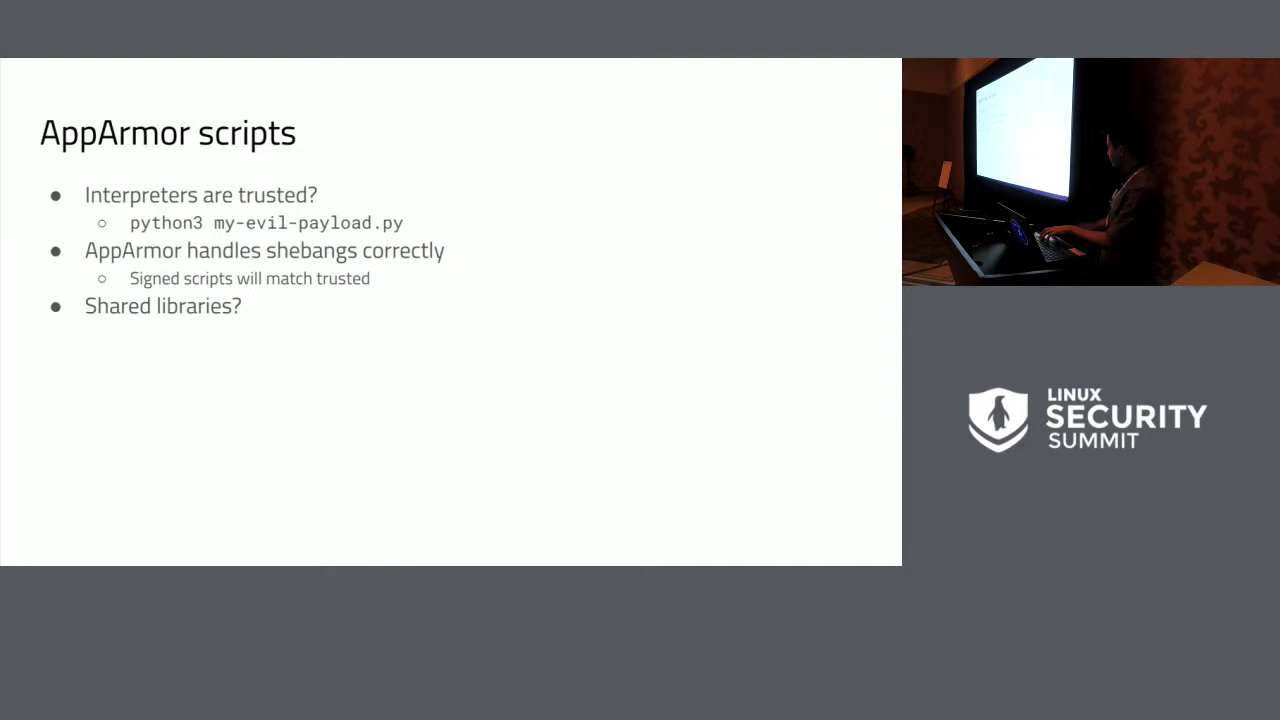 AppArmor scripts
● Interpreters are trusted?
○ python3 my-evil-payload.py
● AppArmor handles shebangs correctly
○ Signed scripts will match trusted
● Shared libraries?
LINUX
SECURITY
SUMMIT